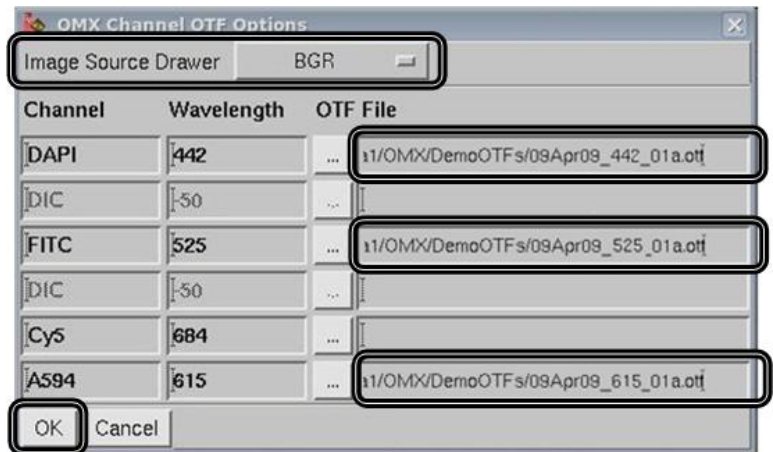 OMX Channel OTF Options
Image Source Drawer BGR
Channel Wavelength OTF File
DAPI 442 ... a1/OMX/DemoOTFs/09Apr09_442_01a.otf
DIC -50 ...
FITC 525 ... a1/OMX/DemoOTFs/09Apr09_525_01a.otf
DIC -50 ...
Cy5 684 ...
A594 615 ... a1/OMX/DemoOTFs/09Apr09_615_01a.otf
OK Cancel